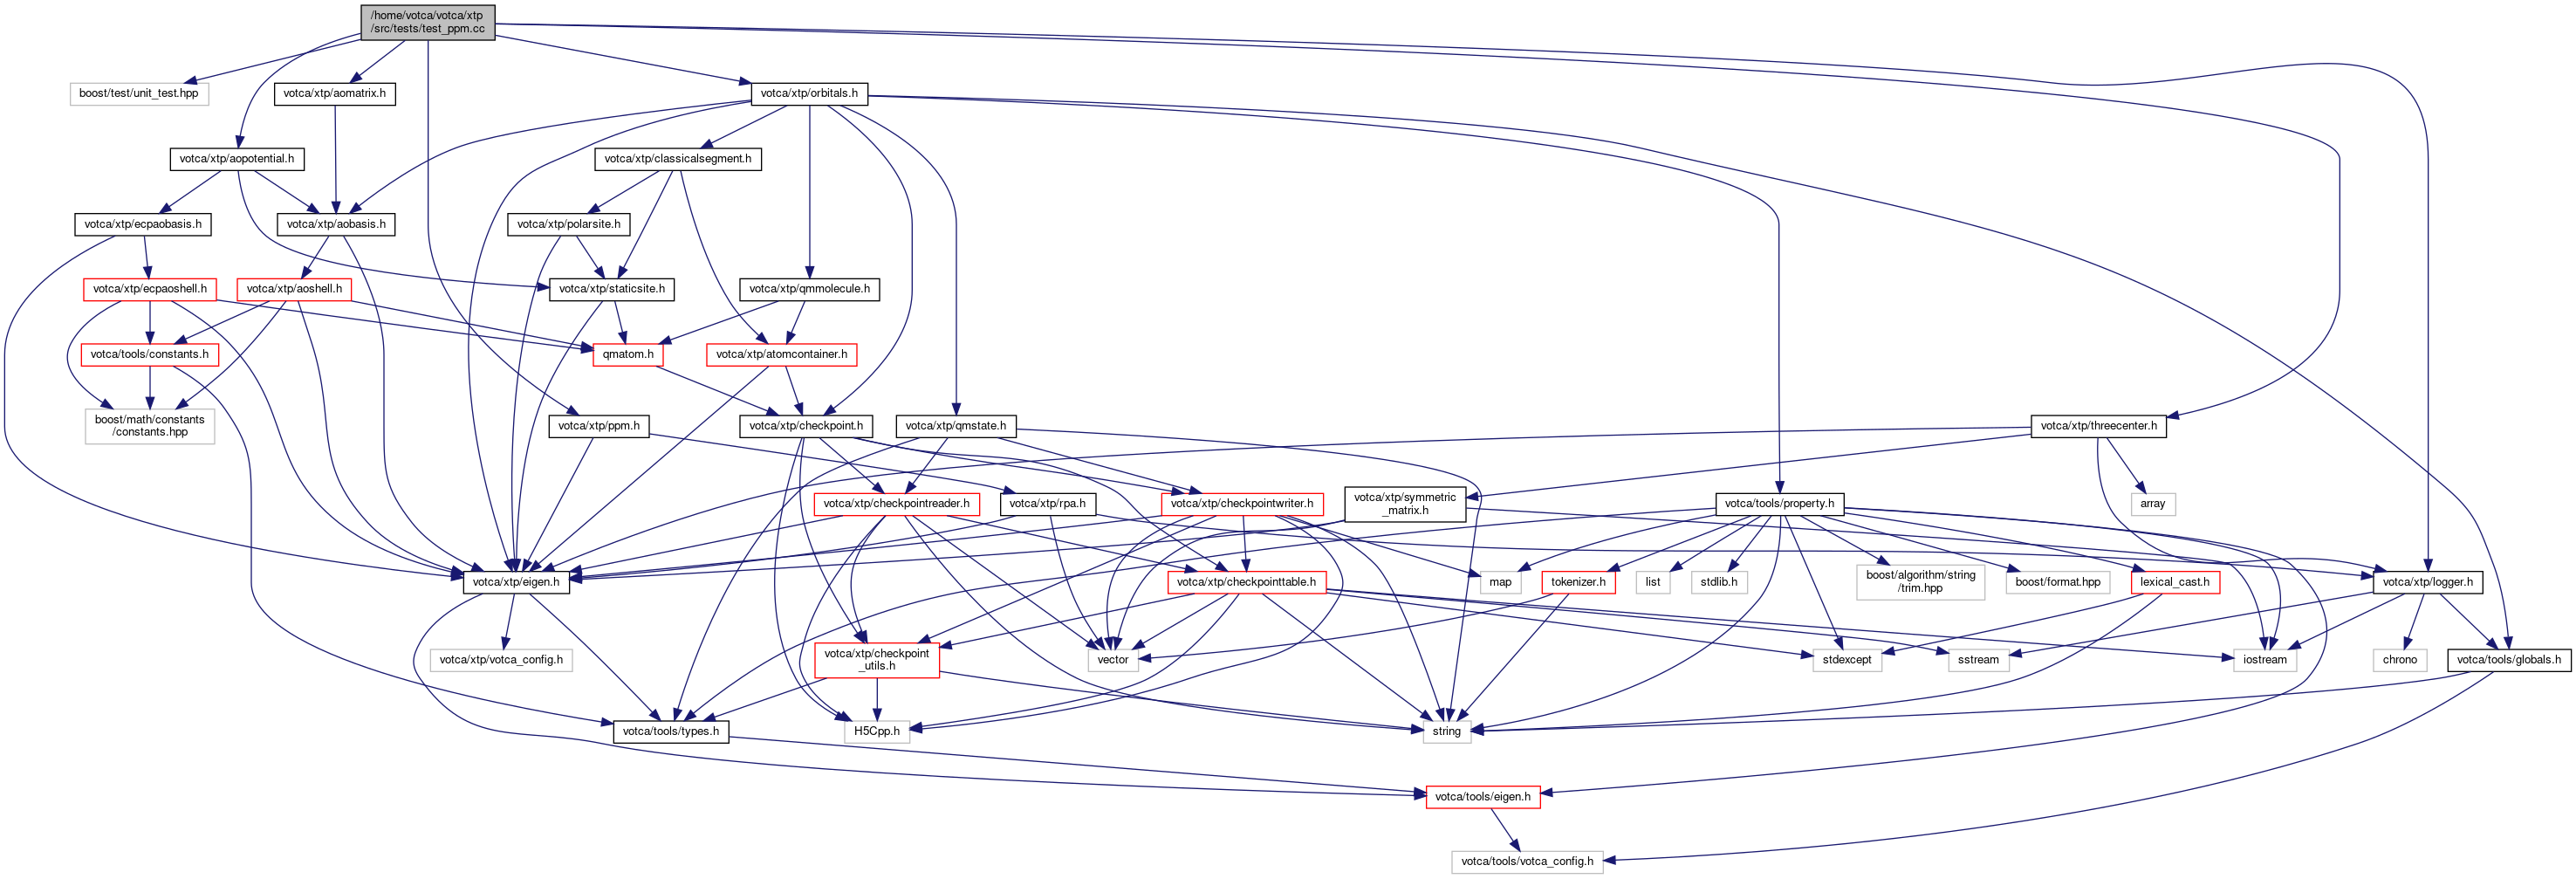 /home/votca/votca/xtp
/src/tests/test_ppm.cc
boost/test/unit_test.hpp
votca/xtp/aomatrix.h
votca/xtp/orbitals.h
votca/xtp/aopotential.h
votca/xtp/classicalsegment.h
votca/xtp/ecpaobasis.h
votca/xtp/aobasis.h
votca/xtp/polarsite.h
votca/xtp/ecpaoshell.h
votca/xtp/aoshell.h
votca/xtp/staticsite.h
votca/xtp/qmmolecule.h
votca/tools/constants.h
qmatom.h
votca/xtp/atomcontainer.h
boost/math/constants
/constants.hpp
votca/xtp/ppm.h
votca/xtp/checkpoint.h
votca/xtp/qmstate.h
votca/xtp/threecenter.h
votca/xtp/checkpointreader.h
votca/xtp/rpa.h
votca/xtp/checkpointwriter.h
votca/xtp/symmetric
_matrix.h
votca/tools/property.h
array
votca/xtp/eigen.h
votca/xtp/checkpointtable.h
map
tokenizer.h
list
stdlib.h
boost/algorithm/string
/trim.hpp
boost/format.hpp
lexical_cast.h
votca/xtp/logger.h
votca/xtp/votca_config.h
votca/xtp/checkpoint
_utils.h
vector
stdexcept
sstream
iostream
chrono
votca/tools/globals.h
votca/tools/types.h
H5Cpp.h
string
votca/tools/eigen.h
votca/tools/votca_config.h